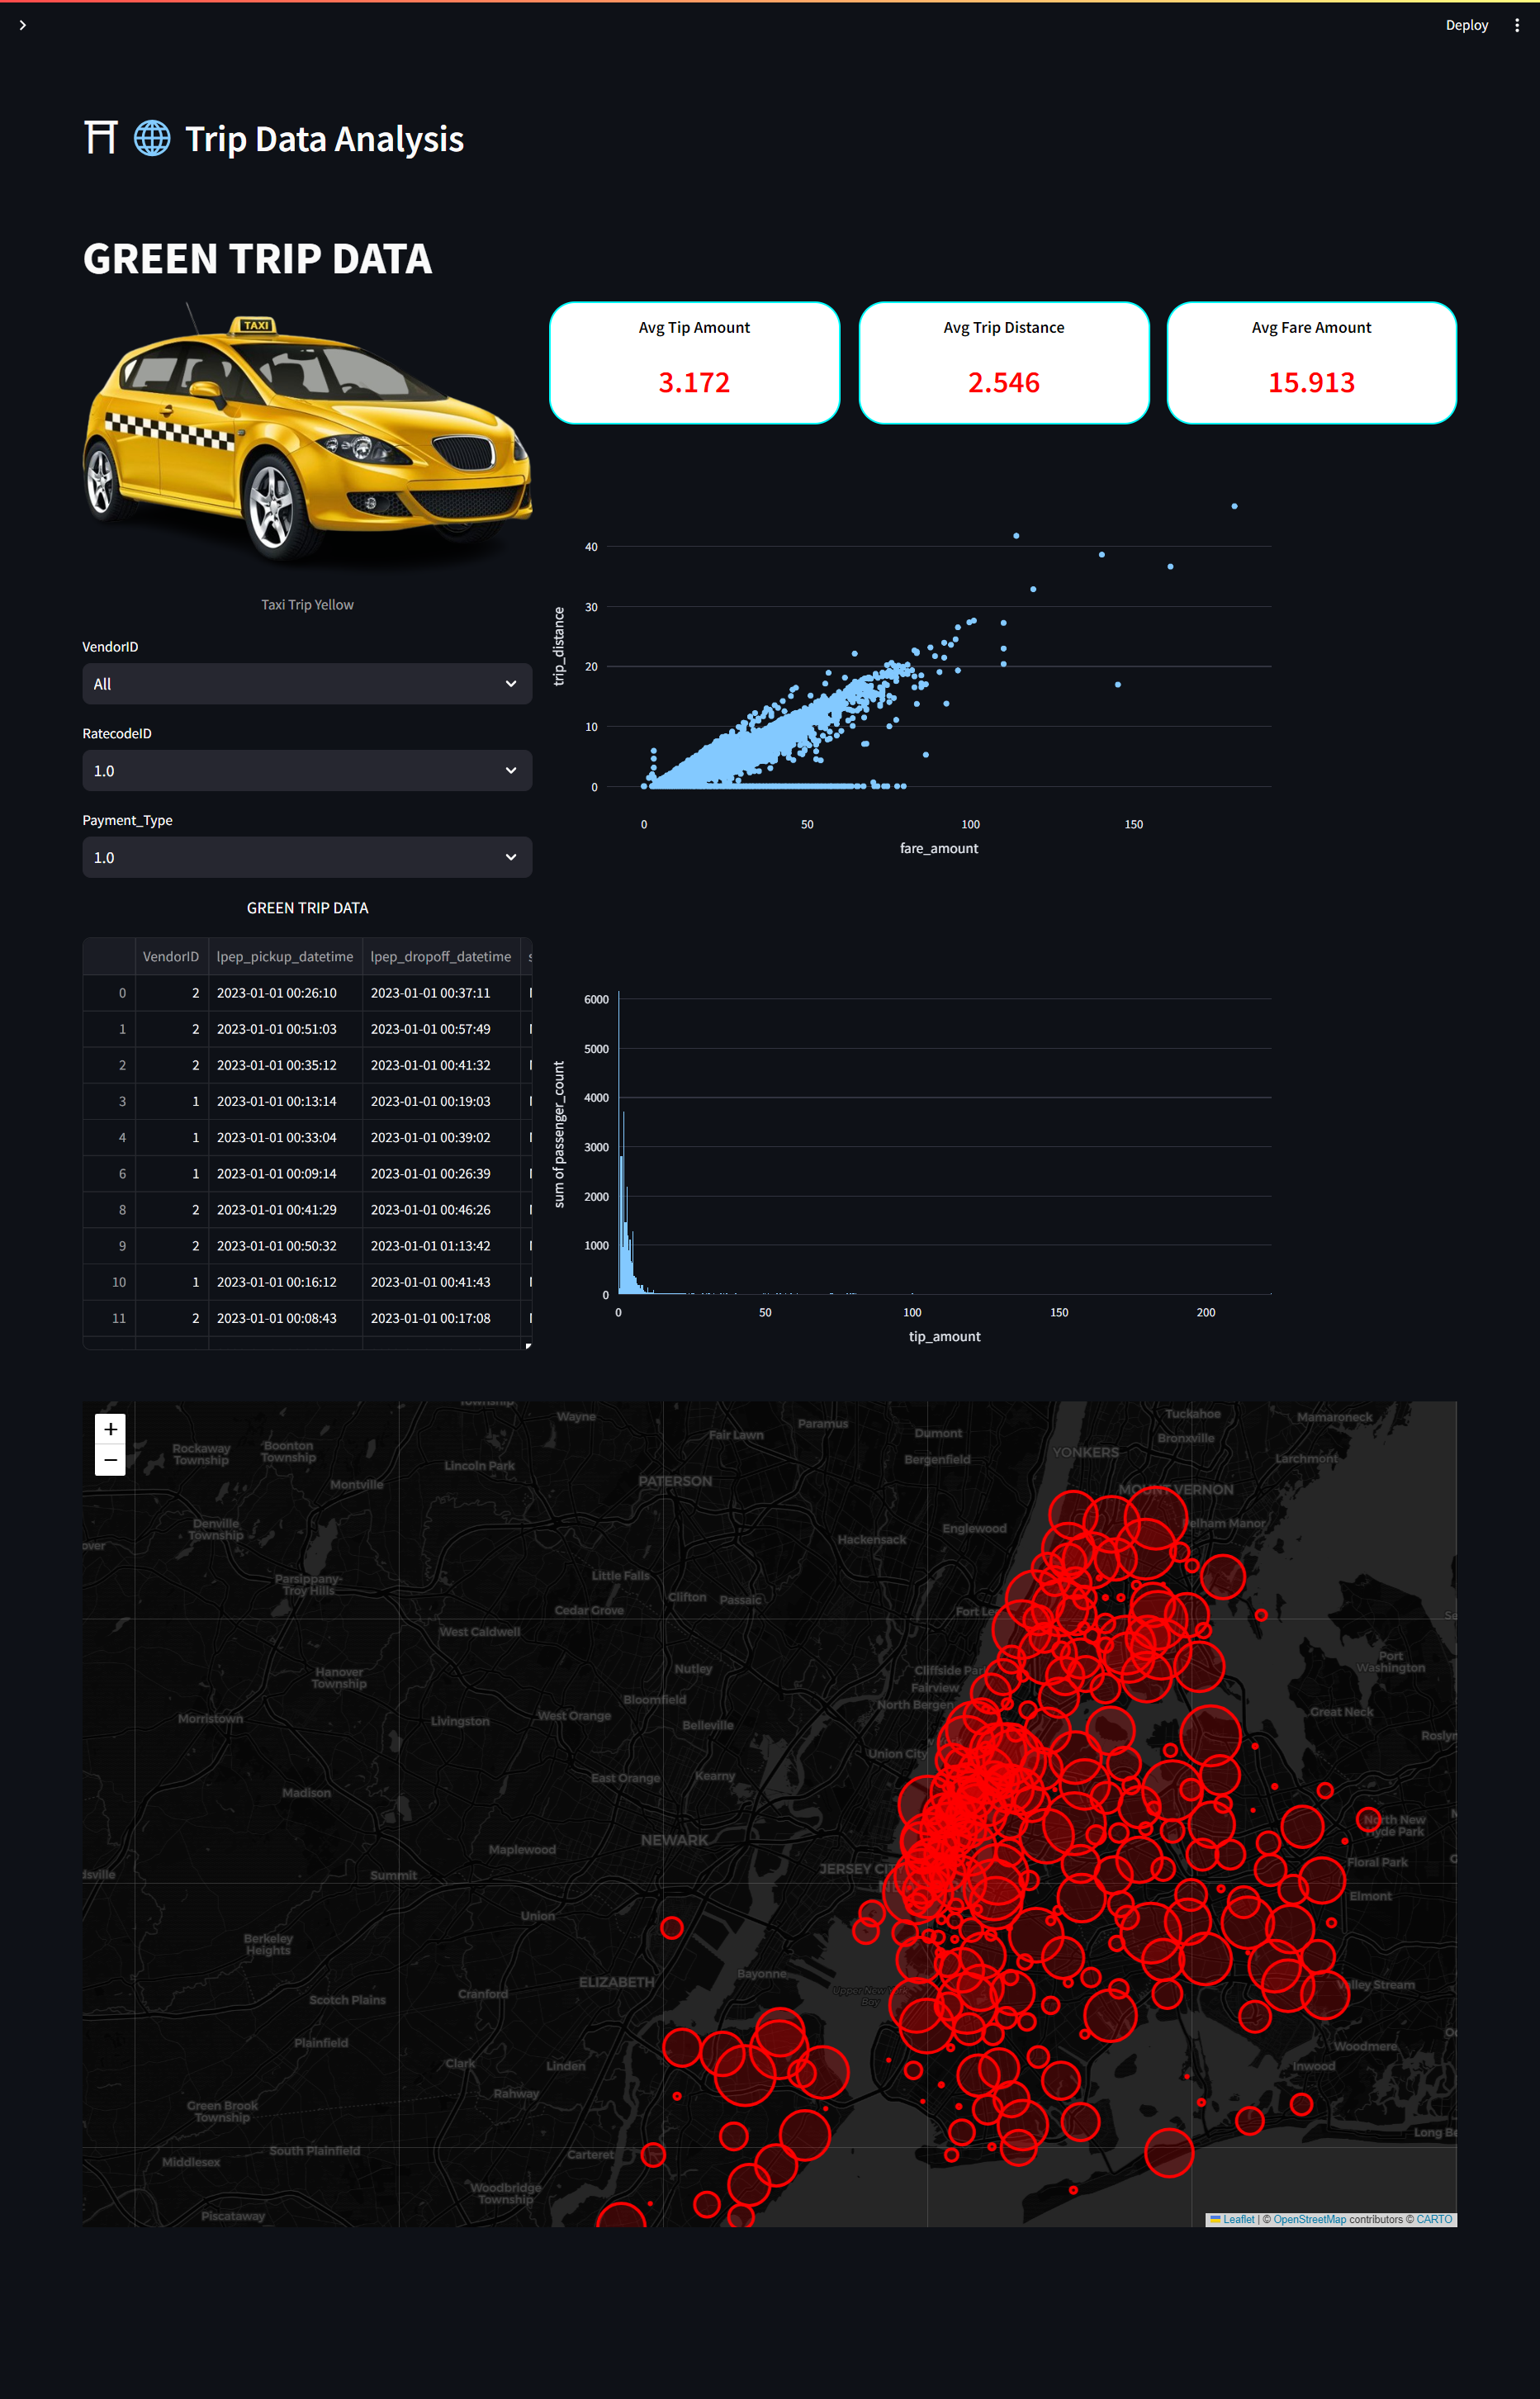 Deploy
Trip Data Analysis
GREEN TRIP DATA
TAXI
Taxi Trip Yellow
Avg Tip Amount
3.172
Avg Trip Distance
2.546
Avg Fare Amount
15.913
VendorID
All
RatecodeID
1.0
Payment_Type
1.0
GREEN TRIP DATA
VendorID lpep_pickup_datetime lpep_dropoff_datetime
0 2 2023-01-01 00:26:10 2023-01-01 00:37:11
1 2 2023-01-01 00:51:03 2023-01-01 00:57:49
2 2 2023-01-01 00:35:12 2023-01-01 00:41:32
3 1 2023-01-01 00:13:14 2023-01-01 00:19:03
4 1 2023-01-01 00:33:04 2023-01-01 00:39:02
6 1 2023-01-01 00:09:14 2023-01-01 00:26:39
8 2 2023-01-01 00:41:29 2023-01-01 00:46:26
9 2 2023-01-01 00:50:32 2023-01-01 01:13:42
10 1 2023-01-01 00:16:12 2023-01-01 00:41:43
11 2 2023-01-01 00:08:43 2023-01-01 00:17:08
trip_distance
40
30
20
10
0
0 50 100 150
fare_amount
sum of passenger_count
6000
5000
4000
3000
2000
1000
0
0 50 100 150 200
tip_amount
+
−
Township
Wayne
Paramus
Tuckahoe
Mamaroneck
Fair Lawn
Dumont
Bronxville
Rockaway
Township
Boonton
Township
YONKERS
Larchmont
Lincoln Park
Bergenfield
Montville
PATERSON
MOUNT VERNON
Denville
Township
Englewood
Pelham Manor
Hackensack
Parsippany-
Troy Hills
Little Falls
Clifton
Passaic
Cedar Grove
Fort Lee
West Caldwell
Hanover
Township
Nutley
Cliffside Park
Port
Washington
Fairview
Bloomfield
North Bergen
Morristown
Livingston
West Orange
Belleville
Great Neck
Union City
East Orange
Kearny
Madison
North New
Hyde Park
NEWARK
Maplewood
Summit
JERSEY CITY
Floral Park
Elmont
Union
Berkeley
Heights
Bayonne
ELIZABETH
Valley Stream
Scotch Plains
Cranford
Upper New York
Bay
Plainfield
Woodmere
Clark
Linden
Inwood
Rahway
Green Brook
Township
South Plainfield
Carteret
Middlesex
Woodbridge
Township
Piscataway
Leaflet | © OpenStreetMap contributors © CARTO